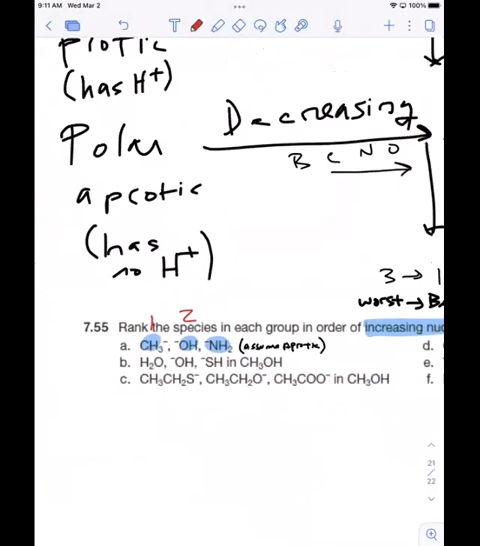 9:11 AM Wed Mar 2
100%
Protic
(has H⁺)
Decreasing
Polar
B C N O
aprotic
(has
no H⁺)
3 → 1
worst → B
1 2
7.55 Rank the species in each group in order of increasing nu
a. CH₃⁻, ⁻OH, ⁻NH₂ (assume Aprotic) d.
b. H₂O, ⁻OH, ⁻SH in CH₃OH e.
c. CH₃CH₂S⁻, CH₃CH₂O⁻, CH₃COO⁻ in CH₃OH f.
21
/
22